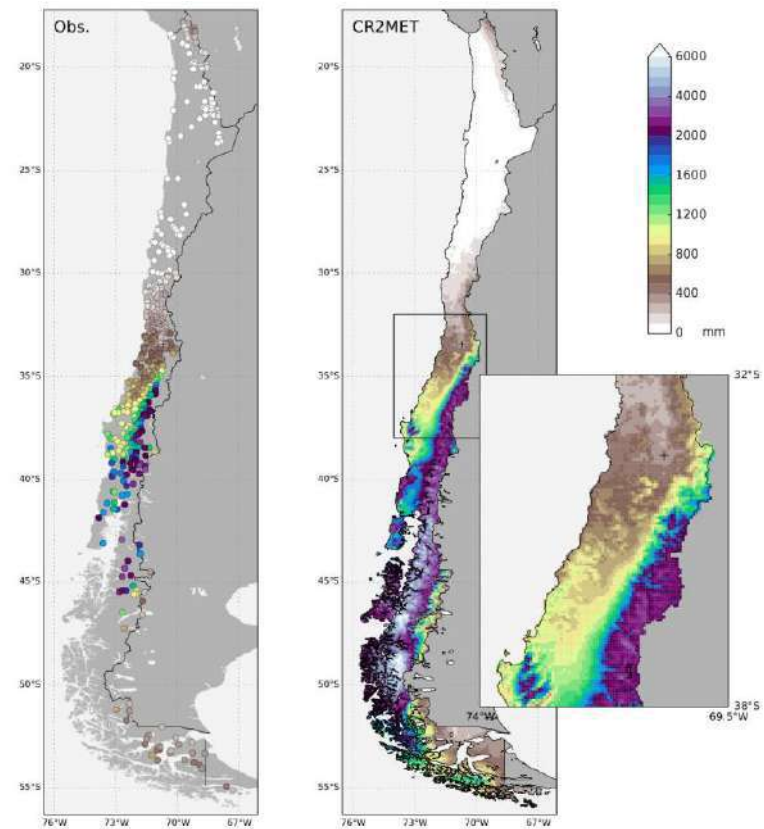 Obs.
CR2MET
20°S
25°S
30°S
35°S
40°S
45°S
50°S
55°S
76°W
73°W
70°W
67°W
20°S
25°S
30°S
35°S
40°S
45°S
50°S
55°S
76°W
73°W
70°W
67°W
6000
4000
2000
1600
1200
800
400
0 mm
32°S
38°S
74°W
69.5°W